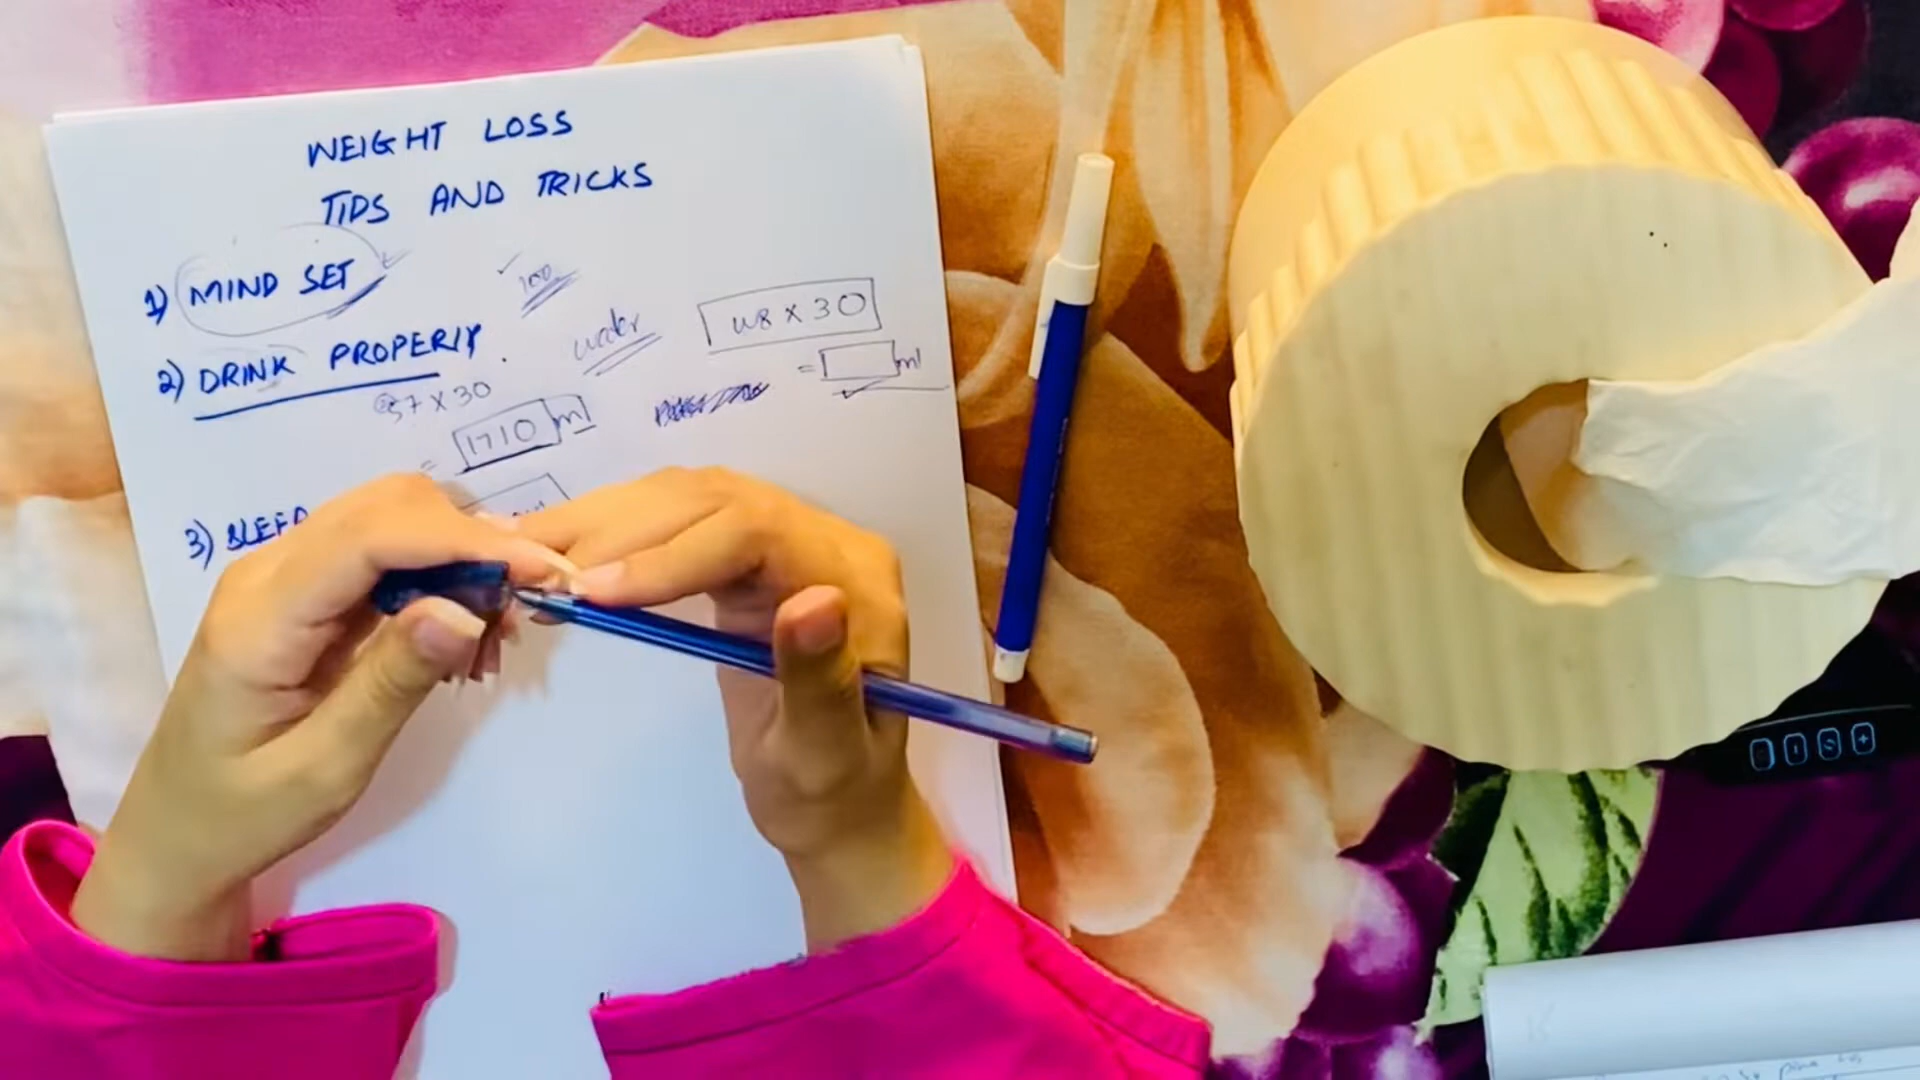 WEIGHT LOSS
TIPS AND TRICKS
1) MIND SET
100
2) DRINK PROPERLY.
water
W8 X 30
= ml
57 X 30
= 1710 ml
3) SLEEP